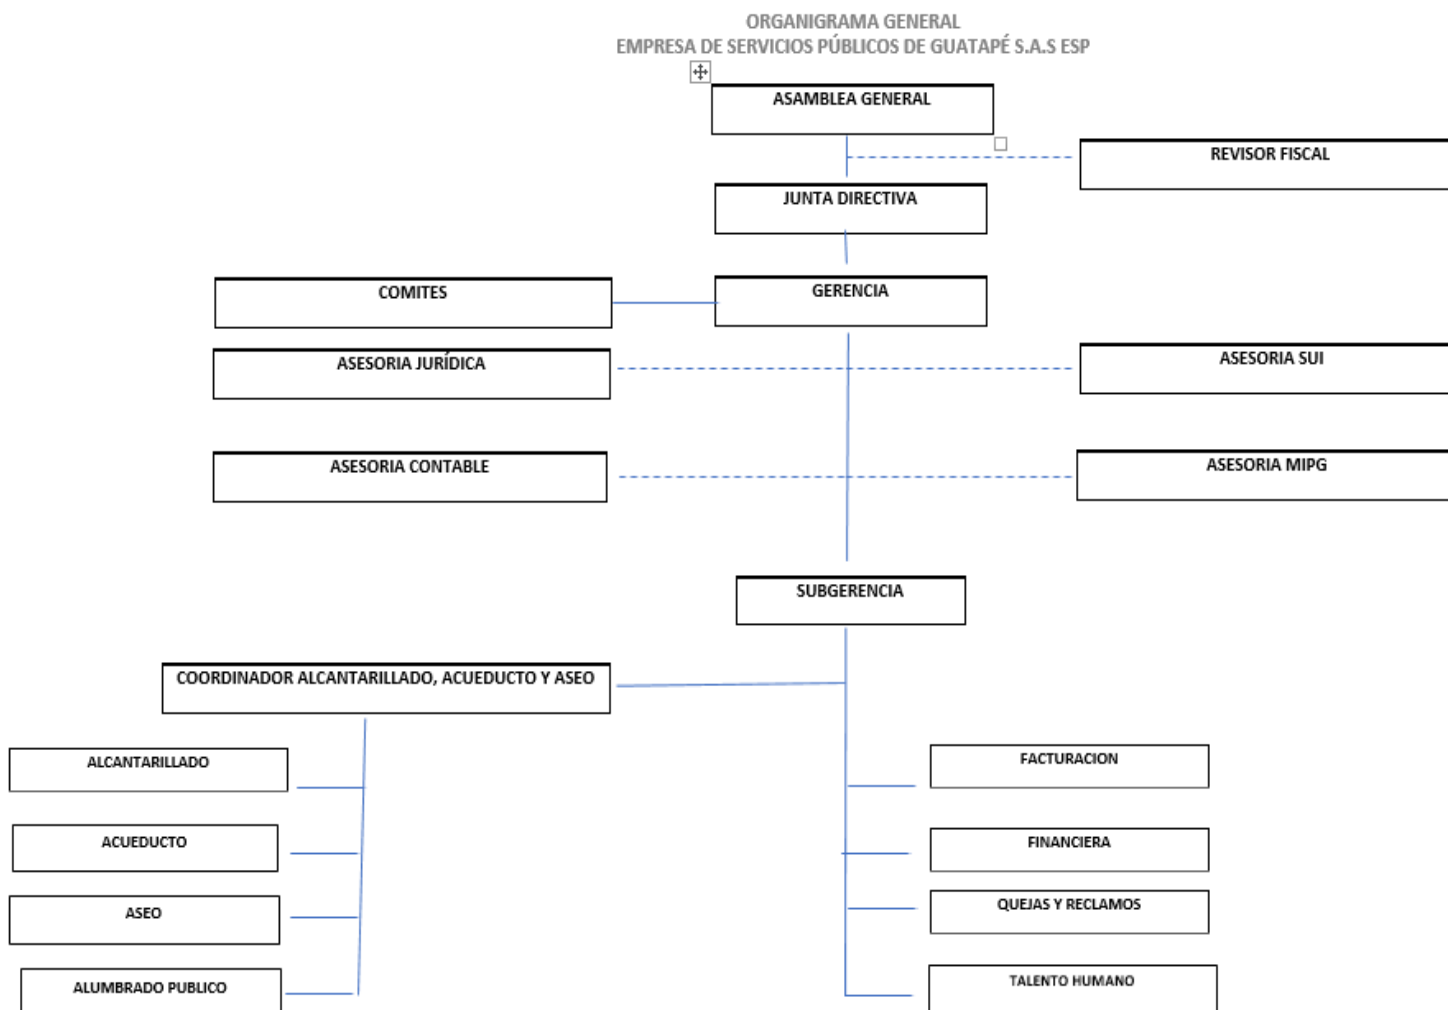 ORGANIGRAMA GENERAL
EMPRESA DE SERVICIOS PÚBLICOS DE GUATAPÉ S.A.S ESP
ASAMBLEA GENERAL
REVISOR FISCAL
JUNTA DIRECTIVA
COMITES
GERENCIA
ASESORIA JURÍDICA
ASESORIA SUI
ASESORIA CONTABLE
ASESORIA MIPG
SUBGERENCIA
COORDINADOR ALCANTARILLADO, ACUEDUCTO Y ASEO
ALCANTARILLADO
FACTURACION
ACUEDUCTO
FINANCIERA
ASEO
QUEJAS Y RECLAMOS
ALUMBRADO PUBLICO
TALENTO HUMANO